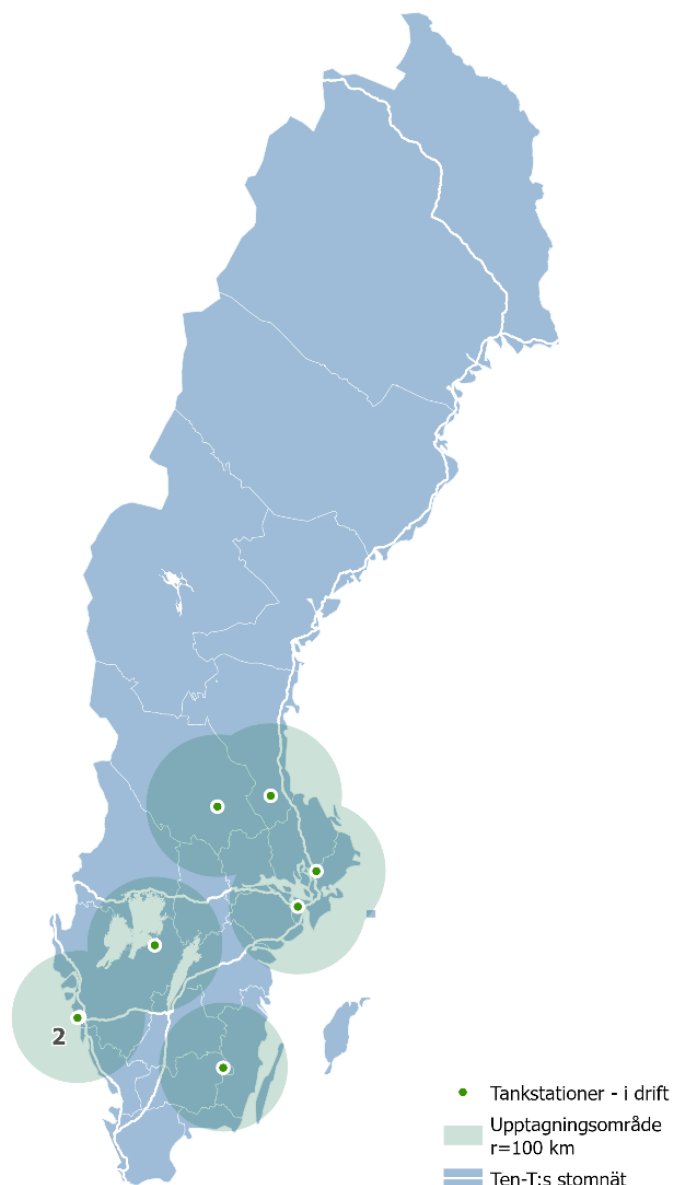 2
Tankstationer - i drift
Upptagningsområde
r=100 km
Ten-T:s stomnät